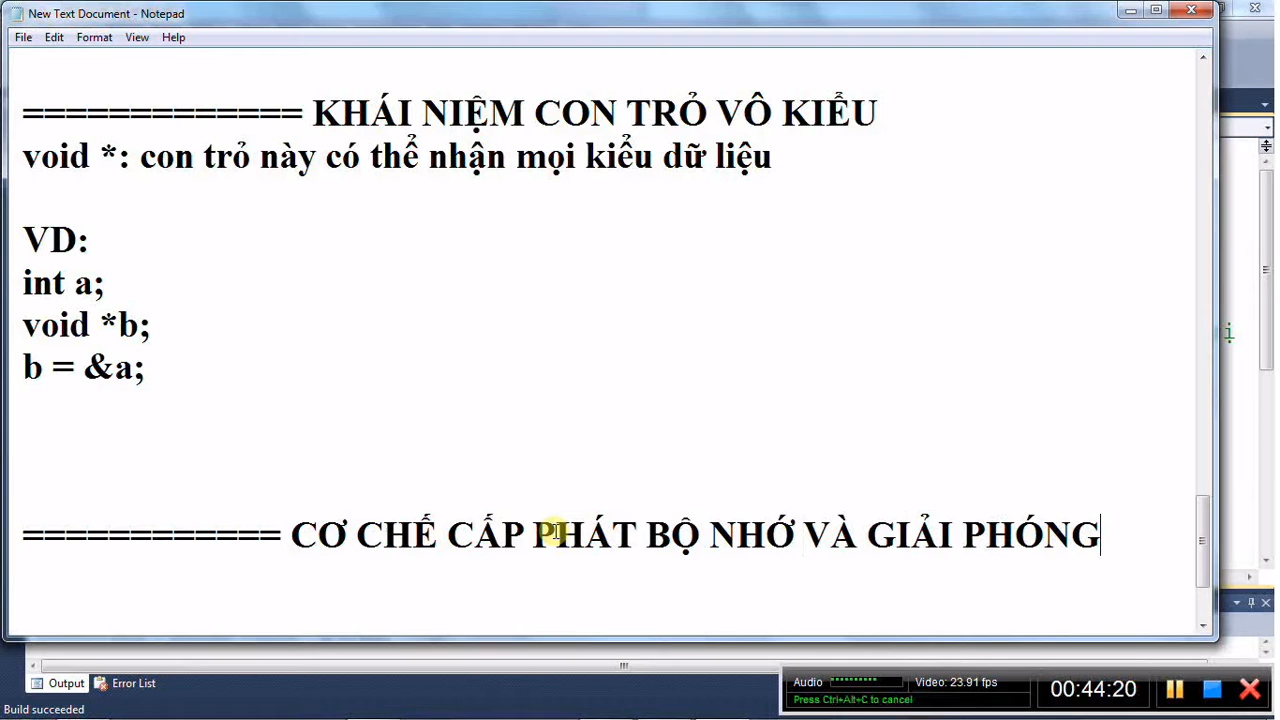 New Text Document - Notepad
File Edit Format View Help
============= KHÁI NIỆM CON TRỎ VÔ KIỂU
void *: con trỏ này có thể nhận mọi kiểu dữ liệu
VD:
int a;
void *b;
b = &a;
============ CƠ CHẾ CẤP PHÁT BỘ NHỚ VÀ GIẢI PHÓNG
ị
Output Error List
Build succeeded
Audio Video: 23.91 fps
Press Ctrl+Alt+C to cancel
00:44:20